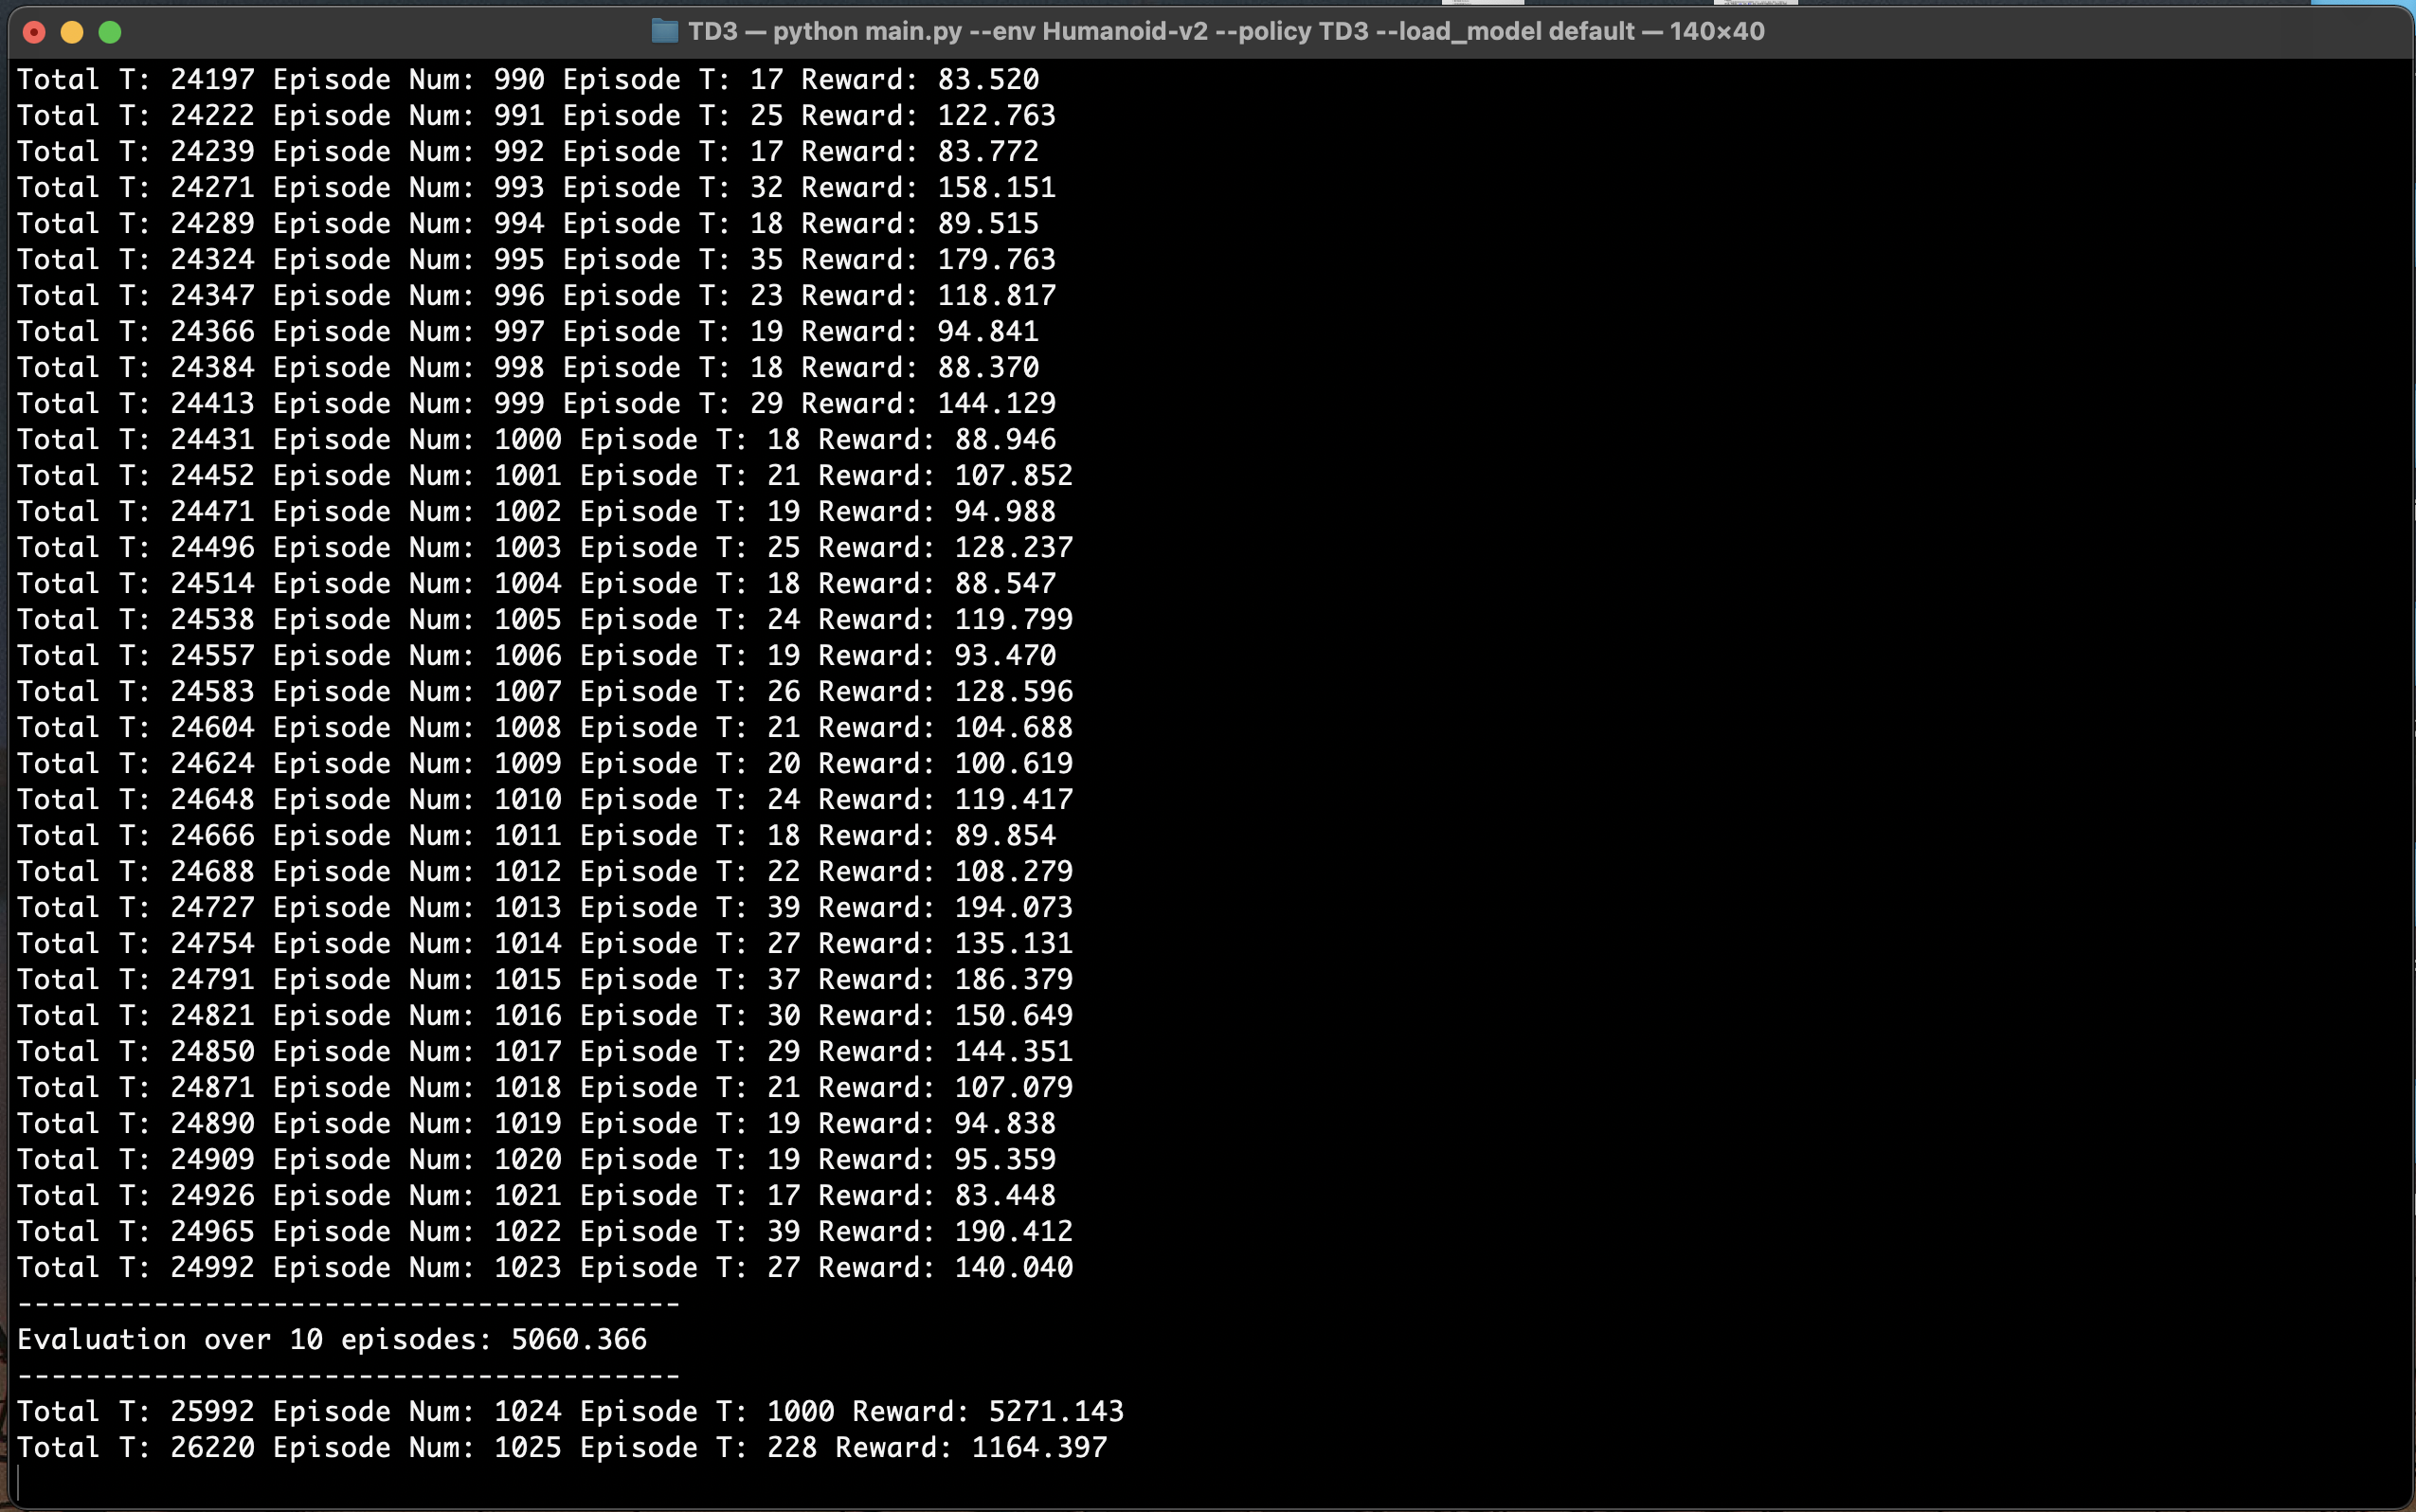 TD3 — python main.py --env Humanoid-v2 --policy TD3 --load_model default — 140×40
Total T: 24197 Episode Num: 990 Episode T: 17 Reward: 83.520
Total T: 24222 Episode Num: 991 Episode T: 25 Reward: 122.763
Total T: 24239 Episode Num: 992 Episode T: 17 Reward: 83.772
Total T: 24271 Episode Num: 993 Episode T: 32 Reward: 158.151
Total T: 24289 Episode Num: 994 Episode T: 18 Reward: 89.515
Total T: 24324 Episode Num: 995 Episode T: 35 Reward: 179.763
Total T: 24347 Episode Num: 996 Episode T: 23 Reward: 118.817
Total T: 24366 Episode Num: 997 Episode T: 19 Reward: 94.841
Total T: 24384 Episode Num: 998 Episode T: 18 Reward: 88.370
Total T: 24413 Episode Num: 999 Episode T: 29 Reward: 144.129
Total T: 24431 Episode Num: 1000 Episode T: 18 Reward: 88.946
Total T: 24452 Episode Num: 1001 Episode T: 21 Reward: 107.852
Total T: 24471 Episode Num: 1002 Episode T: 19 Reward: 94.988
Total T: 24496 Episode Num: 1003 Episode T: 25 Reward: 128.237
Total T: 24514 Episode Num: 1004 Episode T: 18 Reward: 88.547
Total T: 24538 Episode Num: 1005 Episode T: 24 Reward: 119.799
Total T: 24557 Episode Num: 1006 Episode T: 19 Reward: 93.470
Total T: 24583 Episode Num: 1007 Episode T: 26 Reward: 128.596
Total T: 24604 Episode Num: 1008 Episode T: 21 Reward: 104.688
Total T: 24624 Episode Num: 1009 Episode T: 20 Reward: 100.619
Total T: 24648 Episode Num: 1010 Episode T: 24 Reward: 119.417
Total T: 24666 Episode Num: 1011 Episode T: 18 Reward: 89.854
Total T: 24688 Episode Num: 1012 Episode T: 22 Reward: 108.279
Total T: 24727 Episode Num: 1013 Episode T: 39 Reward: 194.073
Total T: 24754 Episode Num: 1014 Episode T: 27 Reward: 135.131
Total T: 24791 Episode Num: 1015 Episode T: 37 Reward: 186.379
Total T: 24821 Episode Num: 1016 Episode T: 30 Reward: 150.649
Total T: 24850 Episode Num: 1017 Episode T: 29 Reward: 144.351
Total T: 24871 Episode Num: 1018 Episode T: 21 Reward: 107.079
Total T: 24890 Episode Num: 1019 Episode T: 19 Reward: 94.838
Total T: 24909 Episode Num: 1020 Episode T: 19 Reward: 95.359
Total T: 24926 Episode Num: 1021 Episode T: 17 Reward: 83.448
Total T: 24965 Episode Num: 1022 Episode T: 39 Reward: 190.412
Total T: 24992 Episode Num: 1023 Episode T: 27 Reward: 140.040
---------------------------------------
Evaluation over 10 episodes: 5060.366
---------------------------------------
Total T: 25992 Episode Num: 1024 Episode T: 1000 Reward: 5271.143
Total T: 26220 Episode Num: 1025 Episode T: 228 Reward: 1164.397